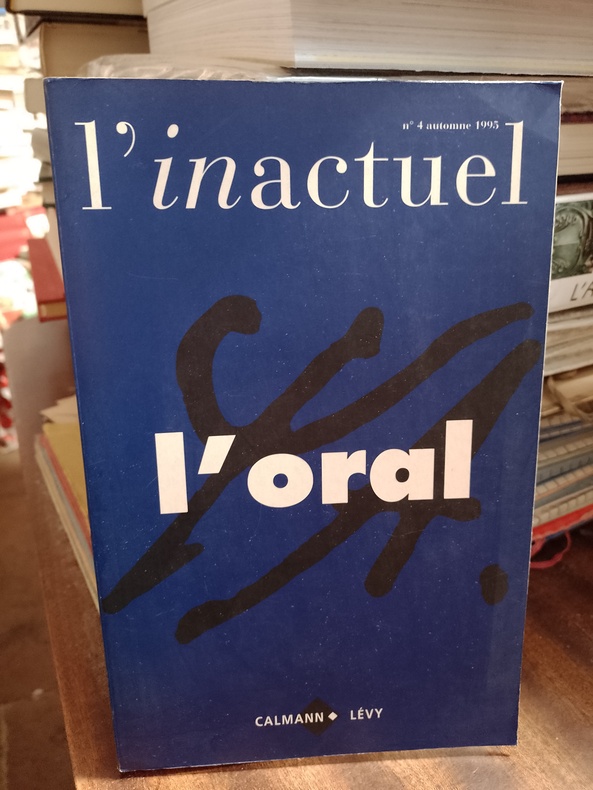 n° 4 automne 1995
l'inactuel
l'oral
CALMANN LÉVY
L'A